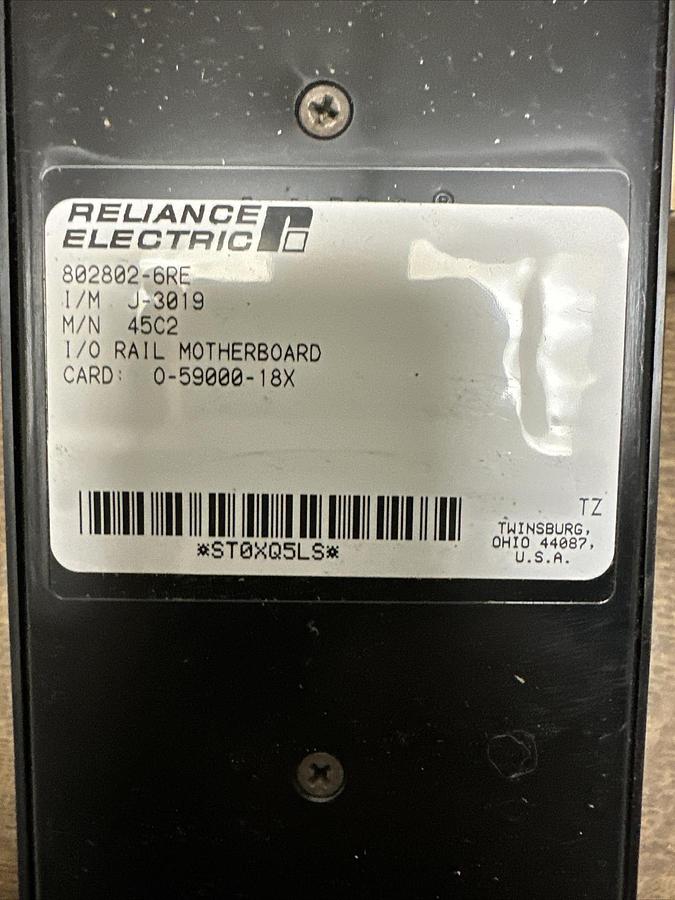 RELIANCE
ELECTRIC
802802-6RE
I/M J-3019
M/N 45C2
I/O RAIL MOTHERBOARD
CARD: 0-59000-18X
*ST0XQ5LS*
TZ
TWINSBURG,
OHIO 44087,
U.S.A.